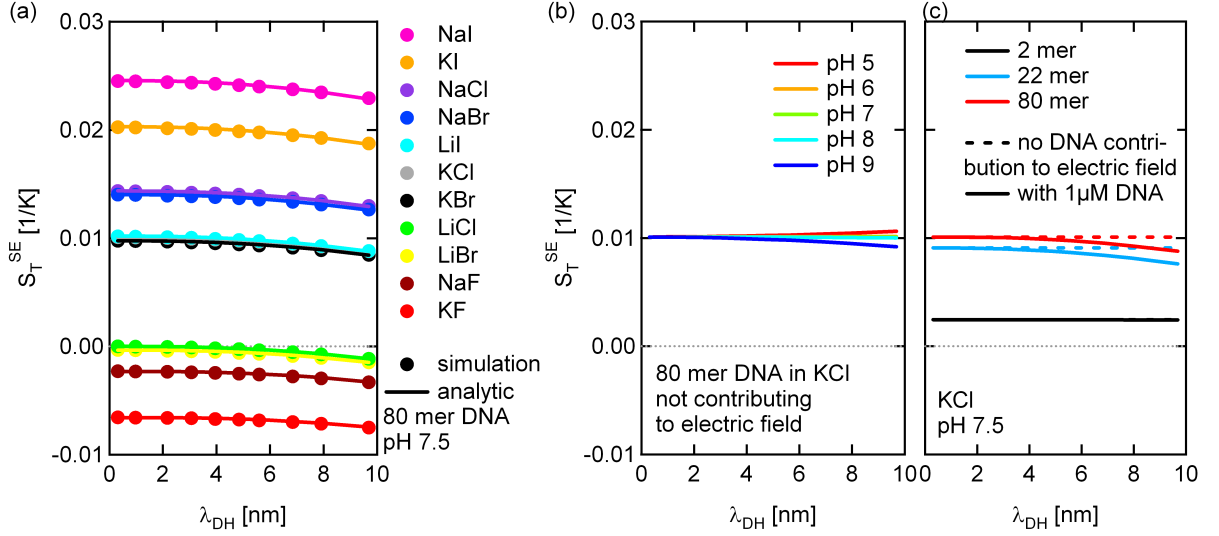 (a)
0.03
0.02
0.01
0.00
-0.01
S_T^SE [1/K]
0
2
4
6
8
10
λ_DH [nm]
NaI
KI
NaCl
NaBr
LiI
KCl
KBr
LiCl
LiBr
NaF
KF
simulation
analytic
80 mer DNA
pH 7.5
(b)
0.03
0.02
0.01
0.00
-0.01
S_T^SE [1/K]
pH 5
pH 6
pH 7
pH 8
pH 9
80 mer DNA in KCl
not contributing
to electric field
0
2
4
6
8
10
λ_DH [nm]
(c)
2 mer
22 mer
80 mer
no DNA contri-
bution to electric field
with 1µM DNA
KCl
pH 7.5
0
2
4
6
8
10
λ_DH [nm]